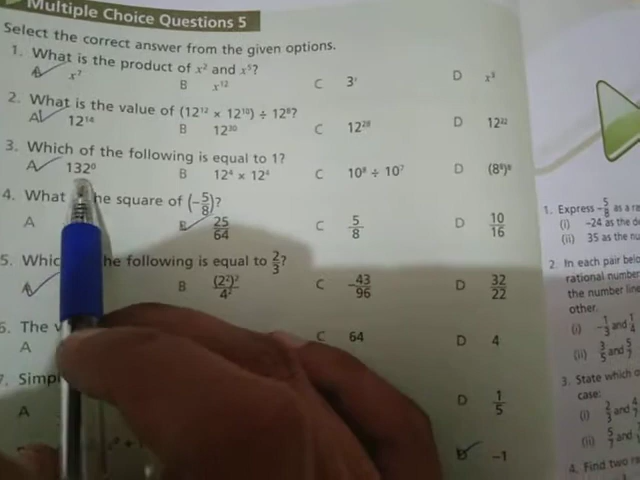 Multiple Choice Questions 5
Select the correct answer from the given options.
1. What is the product of x² and x⁵?
A x⁷ B x¹² C 3ˣ D x³
2. What is the value of (12¹² × 12¹⁰) ÷ 12⁸?
A 12¹⁴ B 12³⁰ C 12²⁸ D 12²²
3. Which of the following is equal to 1?
A 132⁰ B 12⁴ × 12⁴ C 10⁸ ÷ 10⁷ D (8⁰)⁸
4. What he square of (-5/8)?
A B 25/64 C 5/8 D 10/16
5. Whic he following is equal to 2/3?
B (2²)²/4² C -43/96 D 32/22
6. The v
A C 64 D 4
7. Simpl
A D 1/5
D -1
1. Express -5/8 as a ra
(i) -24 as the de
(ii) 35 as the nu
2. In each pair belo
rational number
the number line
other.
(i) -1/3 and 1/4
(ii) 3/5 and 5/7
3. State which o
case:
(i) 2/3 and 4/
(ii) 5/7 and
4. Find two ra